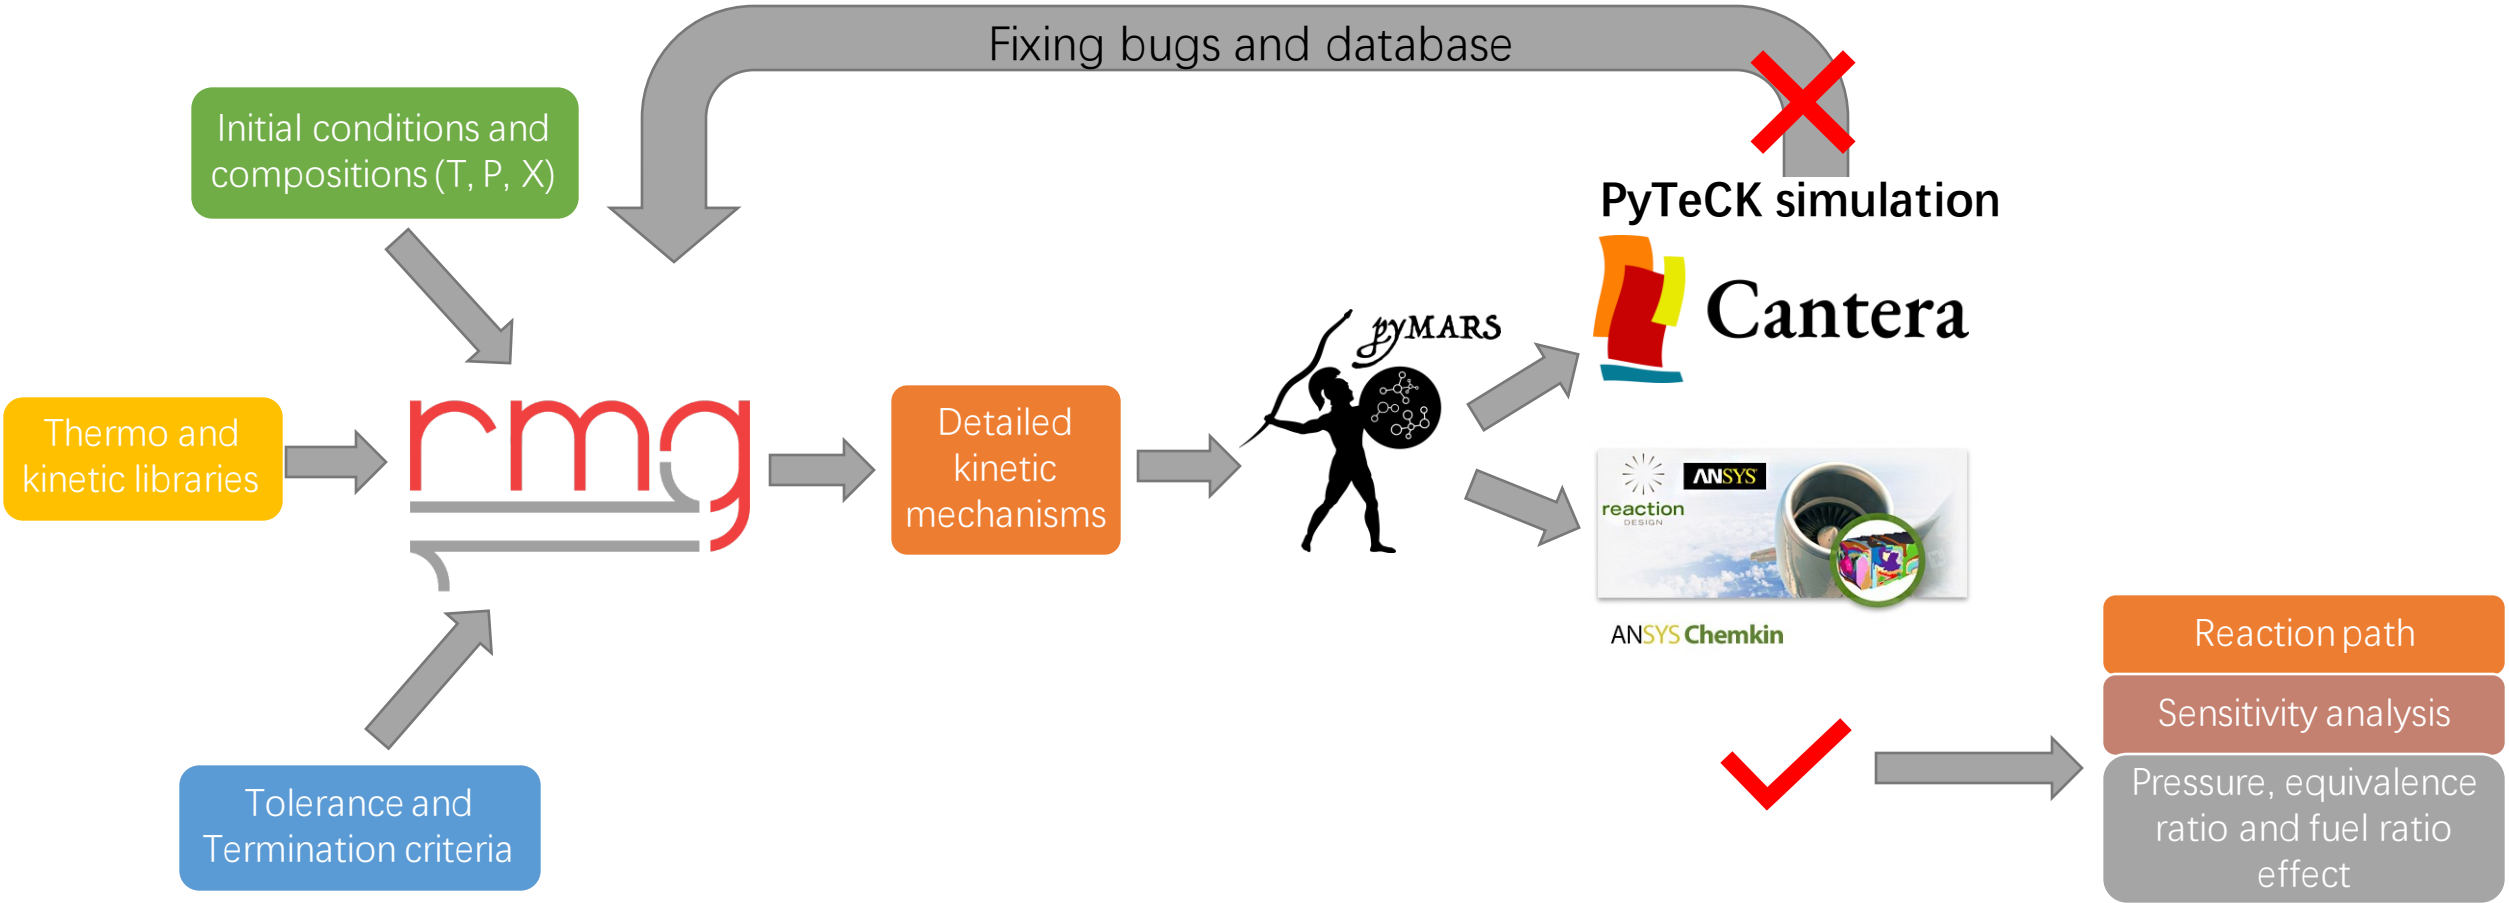 Fixing bugs and database
Initial conditions and
compositions (T, P, X)
PyTeCK simulation
Cantera
pyMARS
Thermo and
kinetic libraries
rmg
Detailed
kinetic
mechanisms
ANSYS
reaction
DESIGN
ANSYS Chemkin
Tolerance and
Termination criteria
Reaction path
Sensitivity analysis
Pressure, equivalence
ratio and fuel ratio
effect